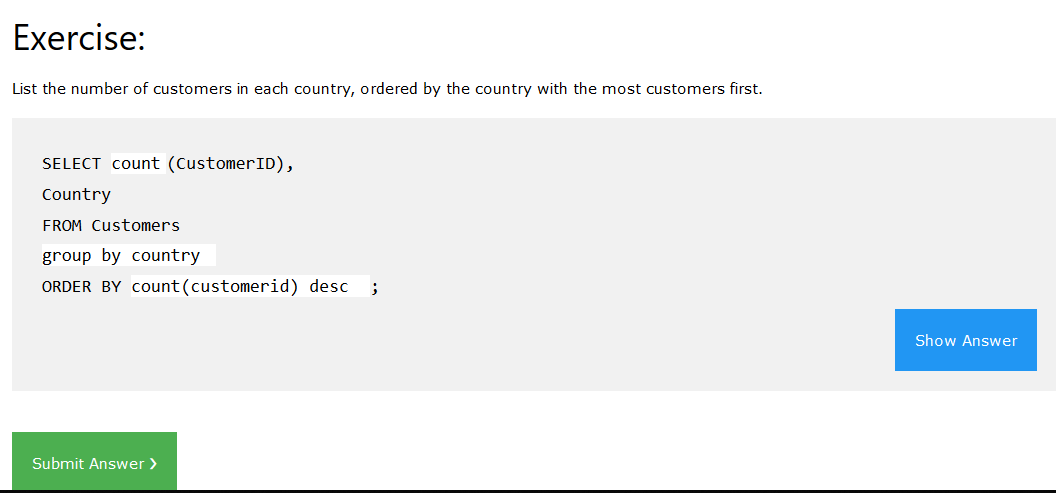 Exercise:
List the number of customers in each country, ordered by the country with the most customers first.
SELECT count (CustomerID),
Country
FROM Customers
group by country
ORDER BY count(customerid) desc ;
Show Answer
Submit Answer ❯